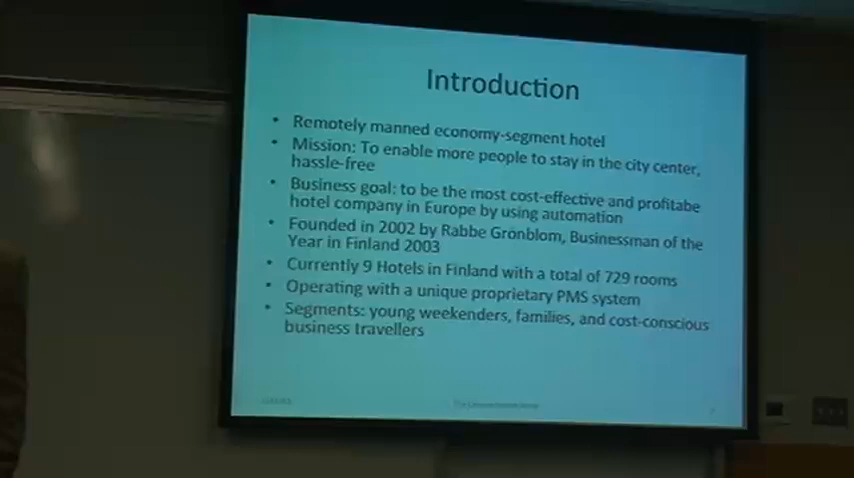 Introduction
• Remotely manned economy-segment hotel
• Mission: To enable more people to stay in the city center,
hassle-free
• Business goal: to be the most cost-effective and profitabe
hotel company in Europe by using automation
• Founded in 2002 by Rabbe Grönblom, Businessman of the
Year in Finland 2003
• Currently 9 Hotels in Finland with a total of 729 rooms
• Operating with a unique proprietary PMS system
• Segments: young weekenders, families, and cost-conscious
business travellers